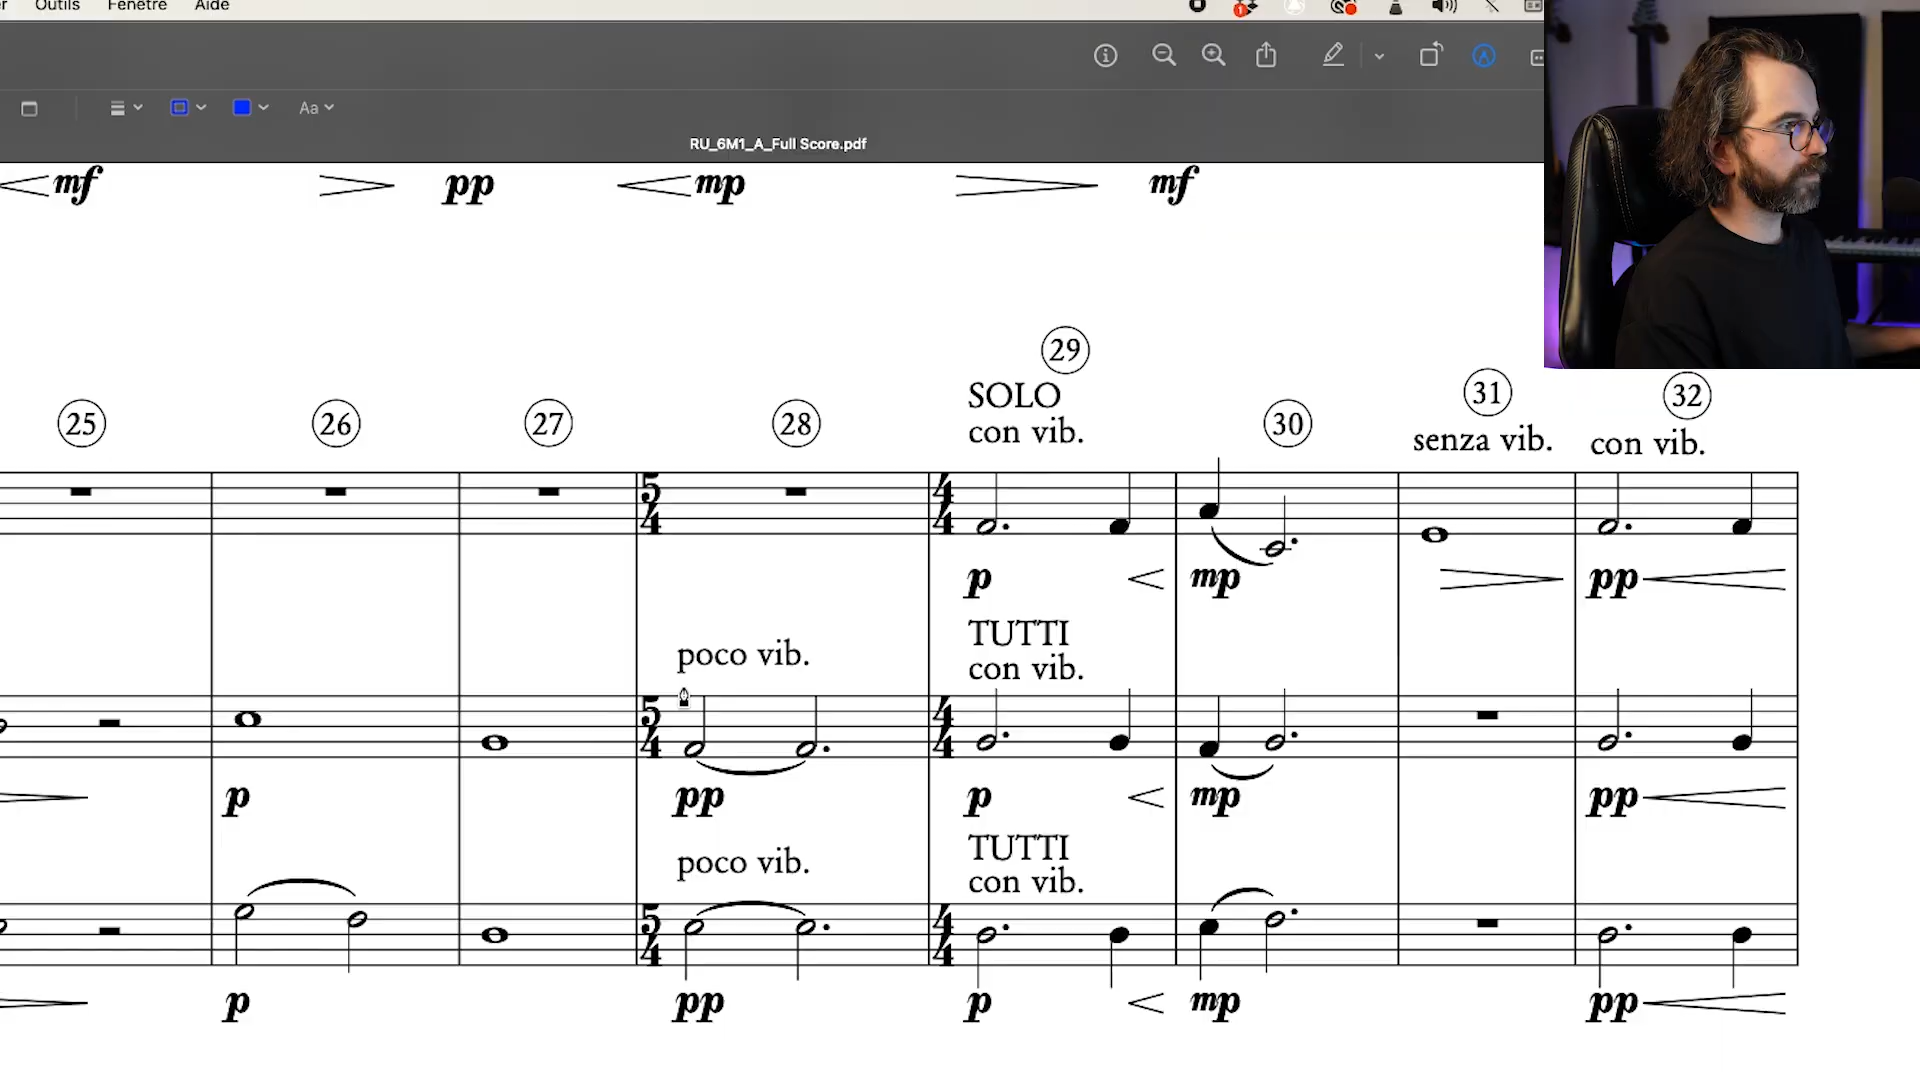 Outils Fenêtre Aide
Aa
RU_6M1_A_Full Score.pdf
mf pp mp mf
29
SOLO
con vib.
25 26 27 28 30 31 32
senza vib. con vib.
5 4
4 4
p mp pp
TUTTI
poco vib. con vib.
5 4
4 4
p pp p mp pp
TUTTI
poco vib. con vib.
5 4
4 4
p pp p mp pp